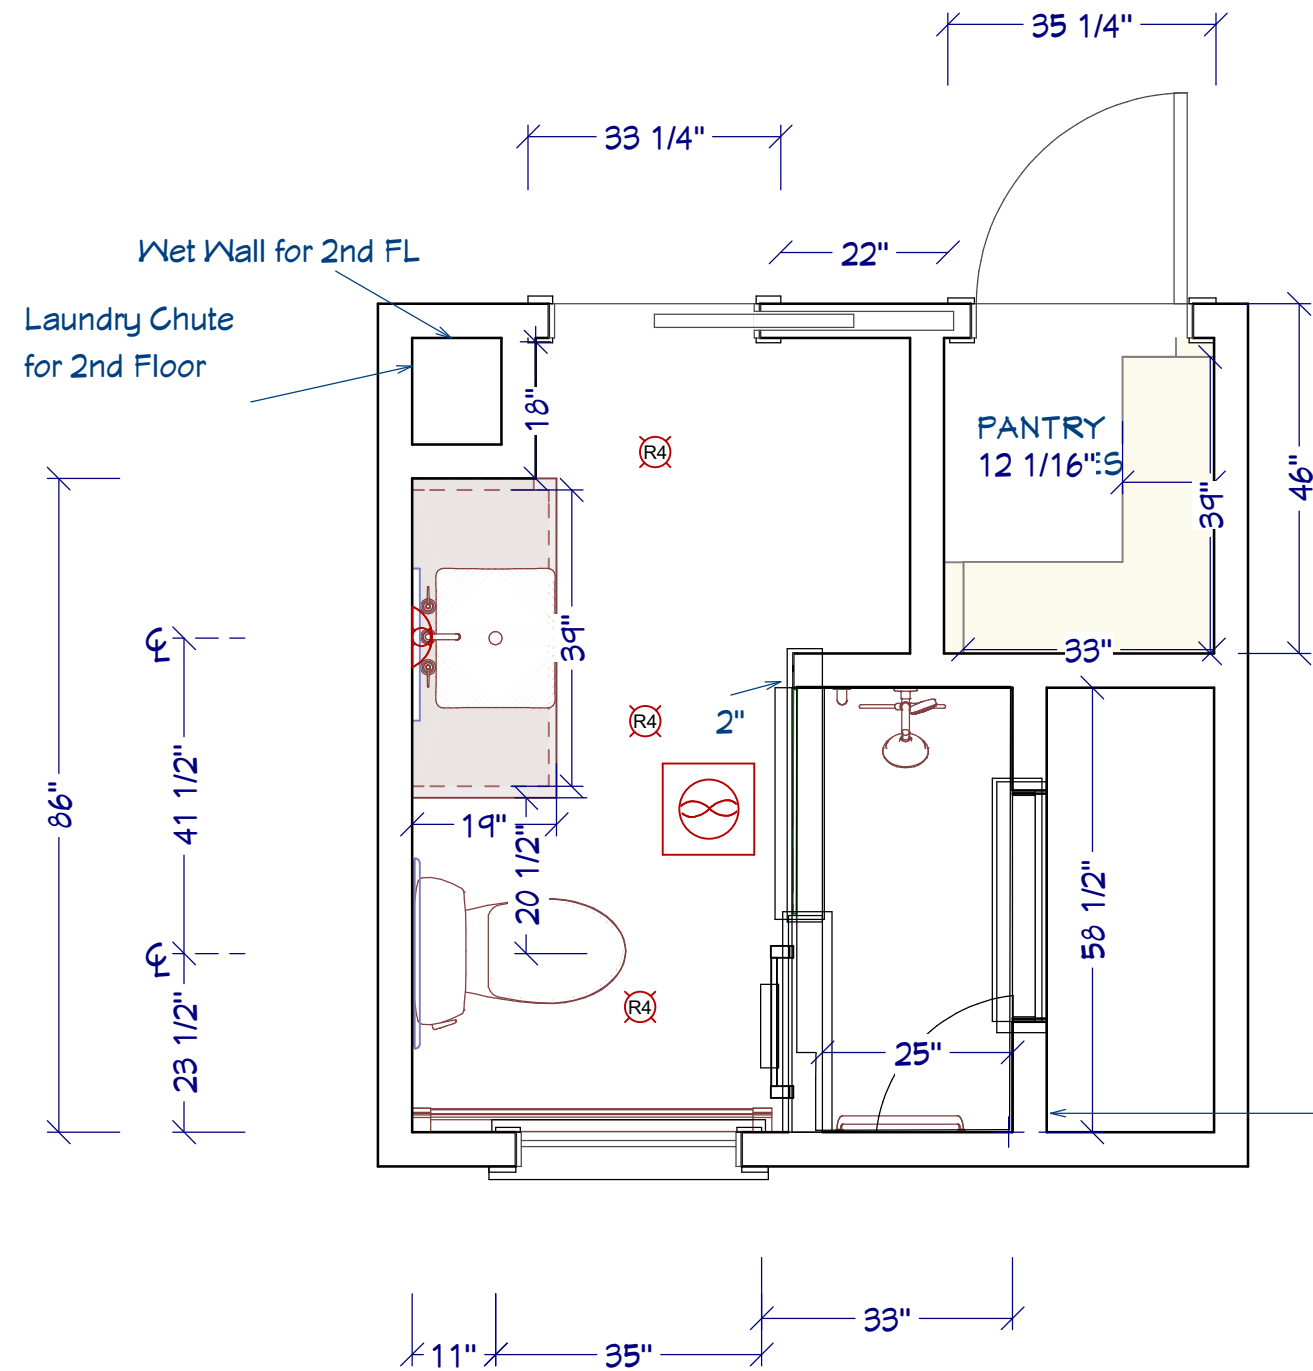 35 1/4"
33 1/4"
22"
Wet Wall for 2nd FL
Laundry Chute
for 2nd Floor
18"
R4
PANTRY
12 1/16"
ES
39"
46"
℄
39"
33"
R4
2"
86"
41 1/2"
19"
20 1/2"
58 1/2"
℄
R4
23 1/2"
25"
33"
11"
35"